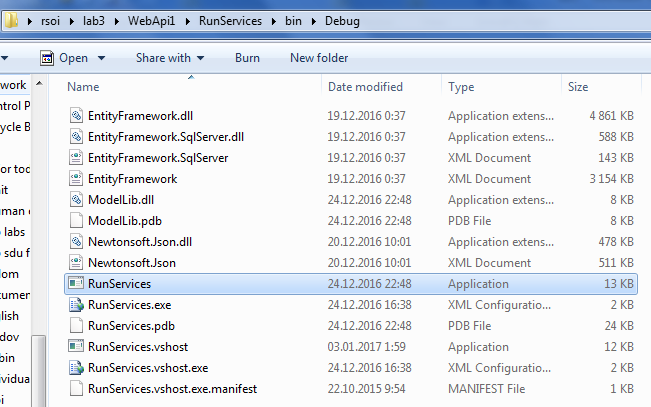 rsoi lab3 WebApi1 RunServices bin Debug
Open Share with Burn New folder
Name Date modified Type Size
EntityFramework.dll 19.12.2016 0:37 Application extens... 4 861 KB
EntityFramework.SqlServer.dll 19.12.2016 0:37 Application extens... 588 KB
EntityFramework.SqlServer 19.12.2016 0:37 XML Document 143 KB
EntityFramework 19.12.2016 0:37 XML Document 3 154 KB
ModelLib.dll 24.12.2016 22:48 Application extens... 8 KB
ModelLib.pdb 24.12.2016 22:48 PDB File 8 KB
Newtonsoft.Json.dll 20.12.2016 10:01 Application extens... 478 KB
Newtonsoft.Json 20.12.2016 10:01 XML Document 511 KB
RunServices 24.12.2016 22:48 Application 13 KB
RunServices.exe 24.12.2016 16:38 XML Configuratio... 2 KB
RunServices.pdb 24.12.2016 22:48 PDB File 24 KB
RunServices.vshost 03.01.2017 1:59 Application 12 KB
RunServices.vshost.exe 24.12.2016 16:38 XML Configuratio... 2 KB
RunServices.vshost.exe.manifest 22.10.2015 9:54 MANIFEST File 1 KB
work
ntrol P
ycle B
or too
it
uman
labs
sdu f
lom
cumen
glish
dov
bin
ividua